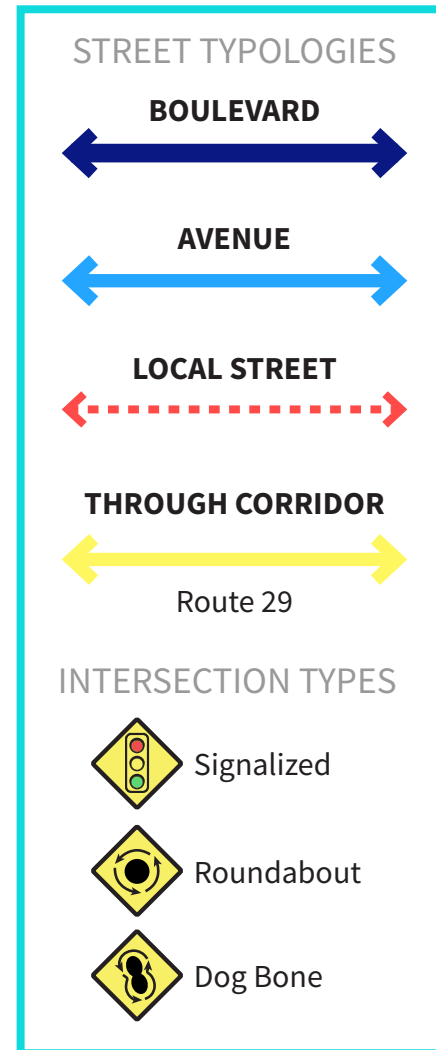 STREET TYPOLOGIES
BOULEVARD
AVENUE
LOCAL STREET
THROUGH CORRIDOR
Route 29
INTERSECTION TYPES
Signalized
Roundabout
Dog Bone